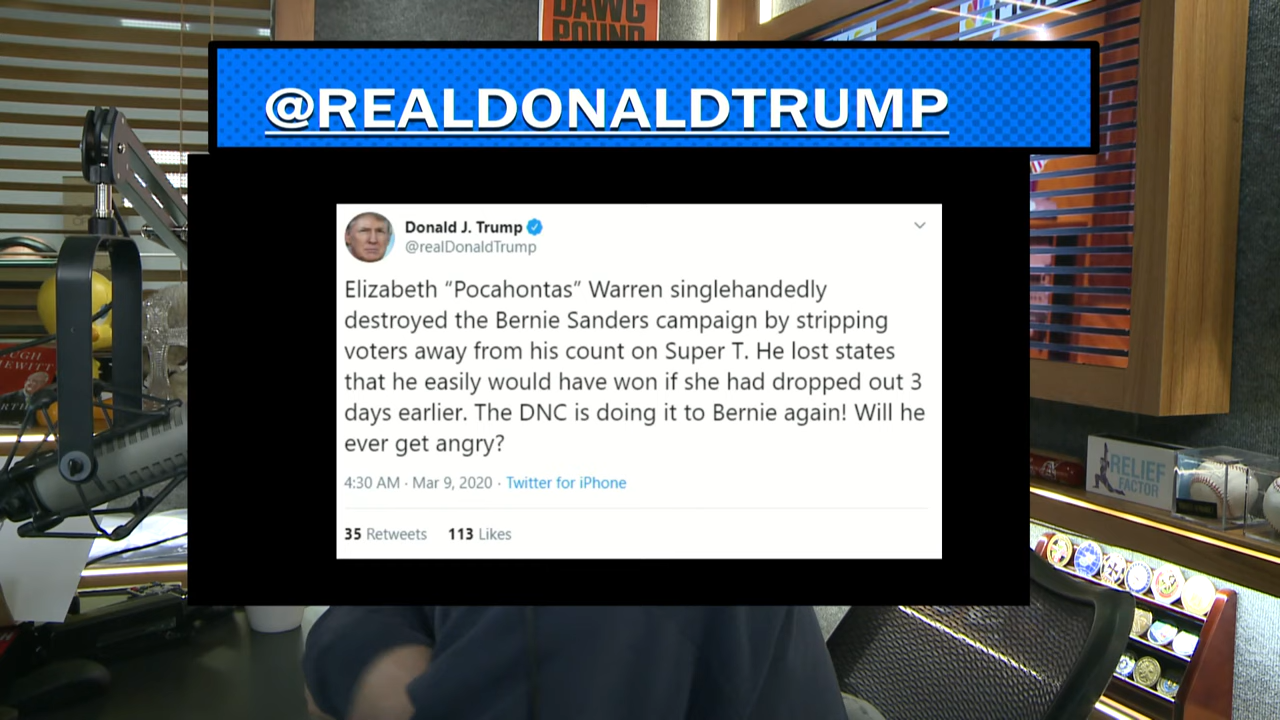 DAWG
POUND
@REALDONALDTRUMP
Donald J. Trump
@realDonaldTrump
Elizabeth “Pocahontas” Warren singlehandedly
destroyed the Bernie Sanders campaign by stripping
voters away from his count on Super T. He lost states
that he easily would have won if she had dropped out 3
days earlier. The DNC is doing it to Bernie again! Will he
ever get angry?
4:30 AM · Mar 9, 2020 · Twitter for iPhone
35 Retweets 113 Likes
RELIEF
FACTOR